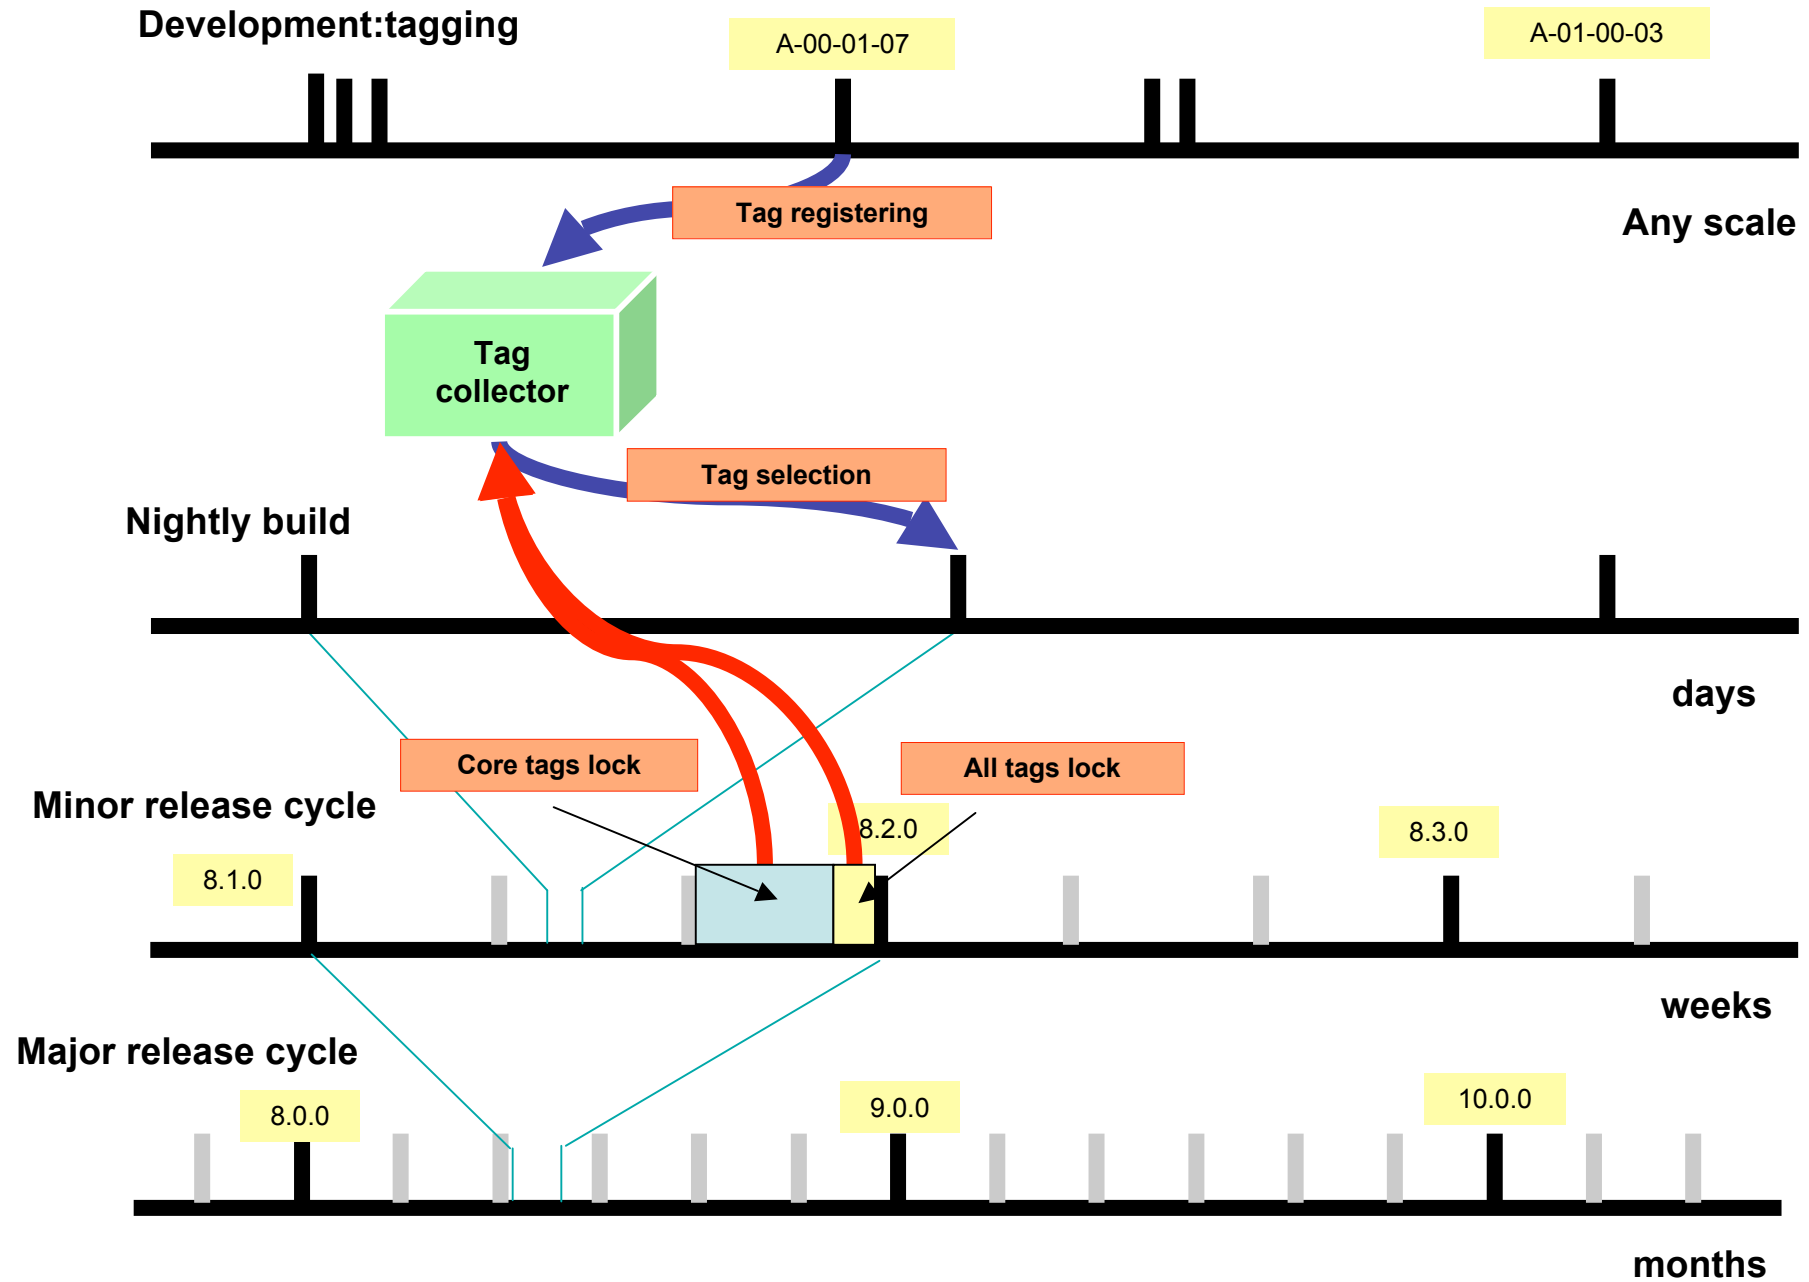 Development:tagging
A-00-01-07
A-01-00-03
Tag registering
Any scale
Tag
collector
Tag selection
Nightly build
days
Core tags lock
All tags lock
Minor release cycle
8.2.0
8.3.0
8.1.0
weeks
Major release cycle
8.0.0
9.0.0
10.0.0
months